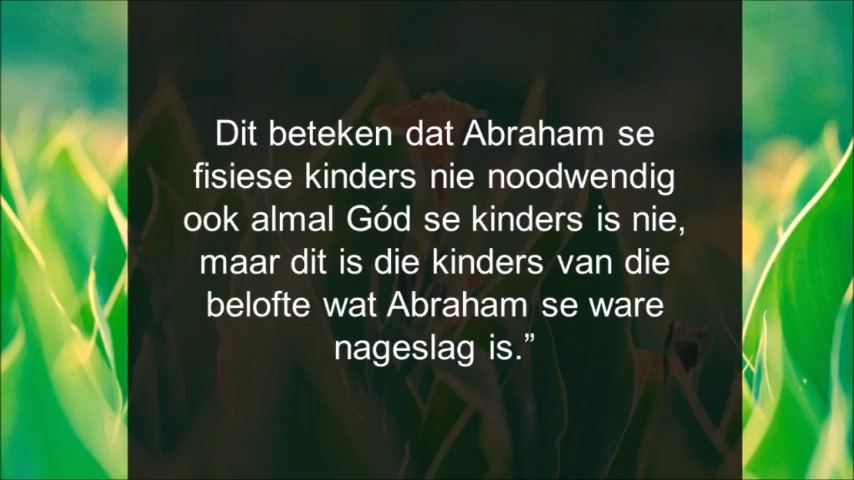 Dit beteken dat Abraham se
fisiese kinders nie noodwendig
ook almal Gód se kinders is nie,
maar dit is die kinders van die
belofte wat Abraham se ware
nageslag is.”